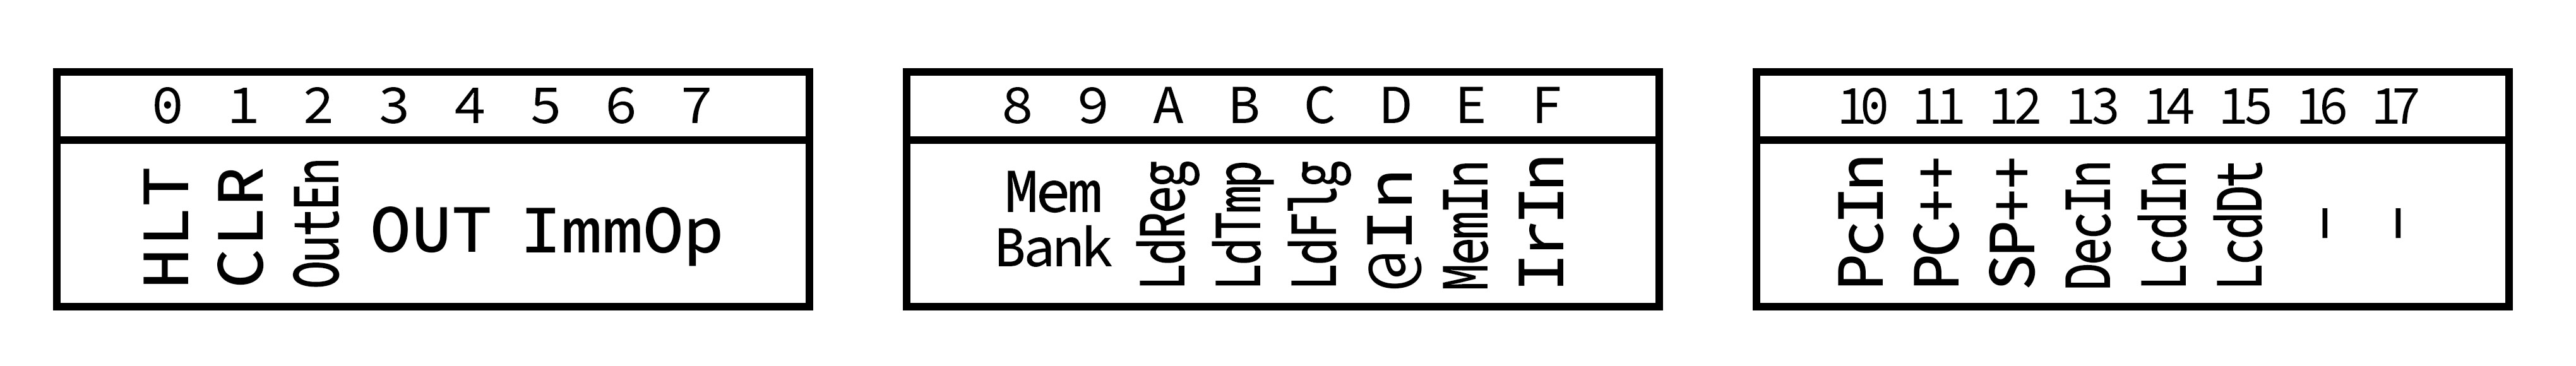 0 1 2 3 4 5 6 7
HLT CLR OutEn OUT ImmOp
8 9 A B C D E F
Mem
Bank
LdReg LdTmp LdFlg @In MemIn IrIn
10 11 12 13 14 15 16 17
PcIn PC++ SP++ DecIn LcdIn LcdDt - -